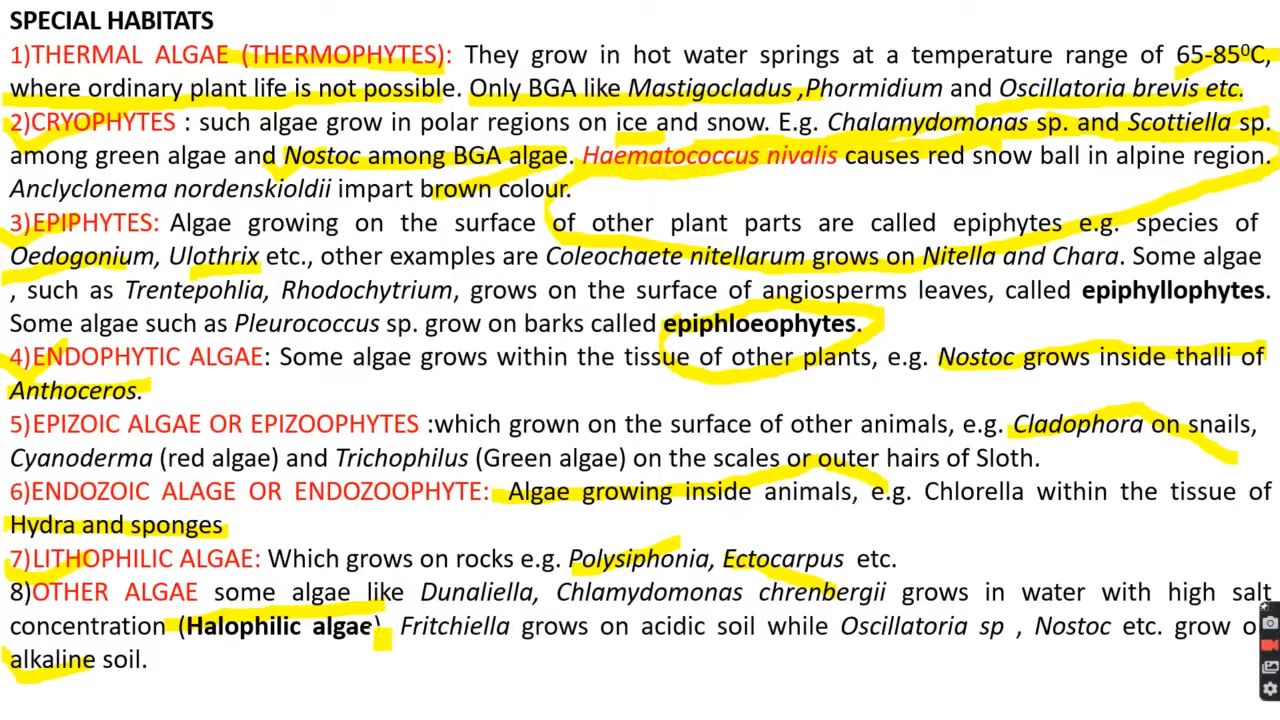 SPECIAL HABITATS
1)THERMAL ALGAE (THERMOPHYTES): They grow in hot water springs at a temperature range of 65-85⁰C,
where ordinary plant life is not possible. Only BGA like Mastigocladus ,Phormidium and Oscillatoria brevis etc.
2)CRYOPHYTES : such algae grow in polar regions on ice and snow. E.g. Chalamydomonas sp. and Scottiella sp.
among green algae and Nostoc among BGA algae. Haematococcus nivalis causes red snow ball in alpine region.
Anclyclonema nordenskioldii impart brown colour.
3)EPIPHYTES: Algae growing on the surface of other plant parts are called epiphytes e.g. species of
Oedogonium, Ulothrix etc., other examples are Coleochaete nitellarum grows on Nitella and Chara. Some algae
, such as Trentepohlia, Rhodochytrium, grows on the surface of angiosperms leaves, called epiphyllophytes.
Some algae such as Pleurococcus sp. grow on barks called epiphloeophytes.
4)ENDOPHYTIC ALGAE: Some algae grows within the tissue of other plants, e.g. Nostoc grows inside thalli of
Anthoceros.
5)EPIZOIC ALGAE OR EPIZOOPHYTES :which grown on the surface of other animals, e.g. Cladophora on snails,
Cyanoderma (red algae) and Trichophilus (Green algae) on the scales or outer hairs of Sloth.
6)ENDOZOIC ALAGE OR ENDOZOOPHYTE: Algae growing inside animals, e.g. Chlorella within the tissue of
Hydra and sponges
7)LITHOPHILIC ALGAE: Which grows on rocks e.g. Polysiphonia, Ectocarpus etc.
8)OTHER ALGAE some algae like Dunaliella, Chlamydomonas chrenbergii grows in water with high salt
concentration (Halophilic algae) Fritchiella grows on acidic soil while Oscillatoria sp , Nostoc etc. grow o
alkaline soil.